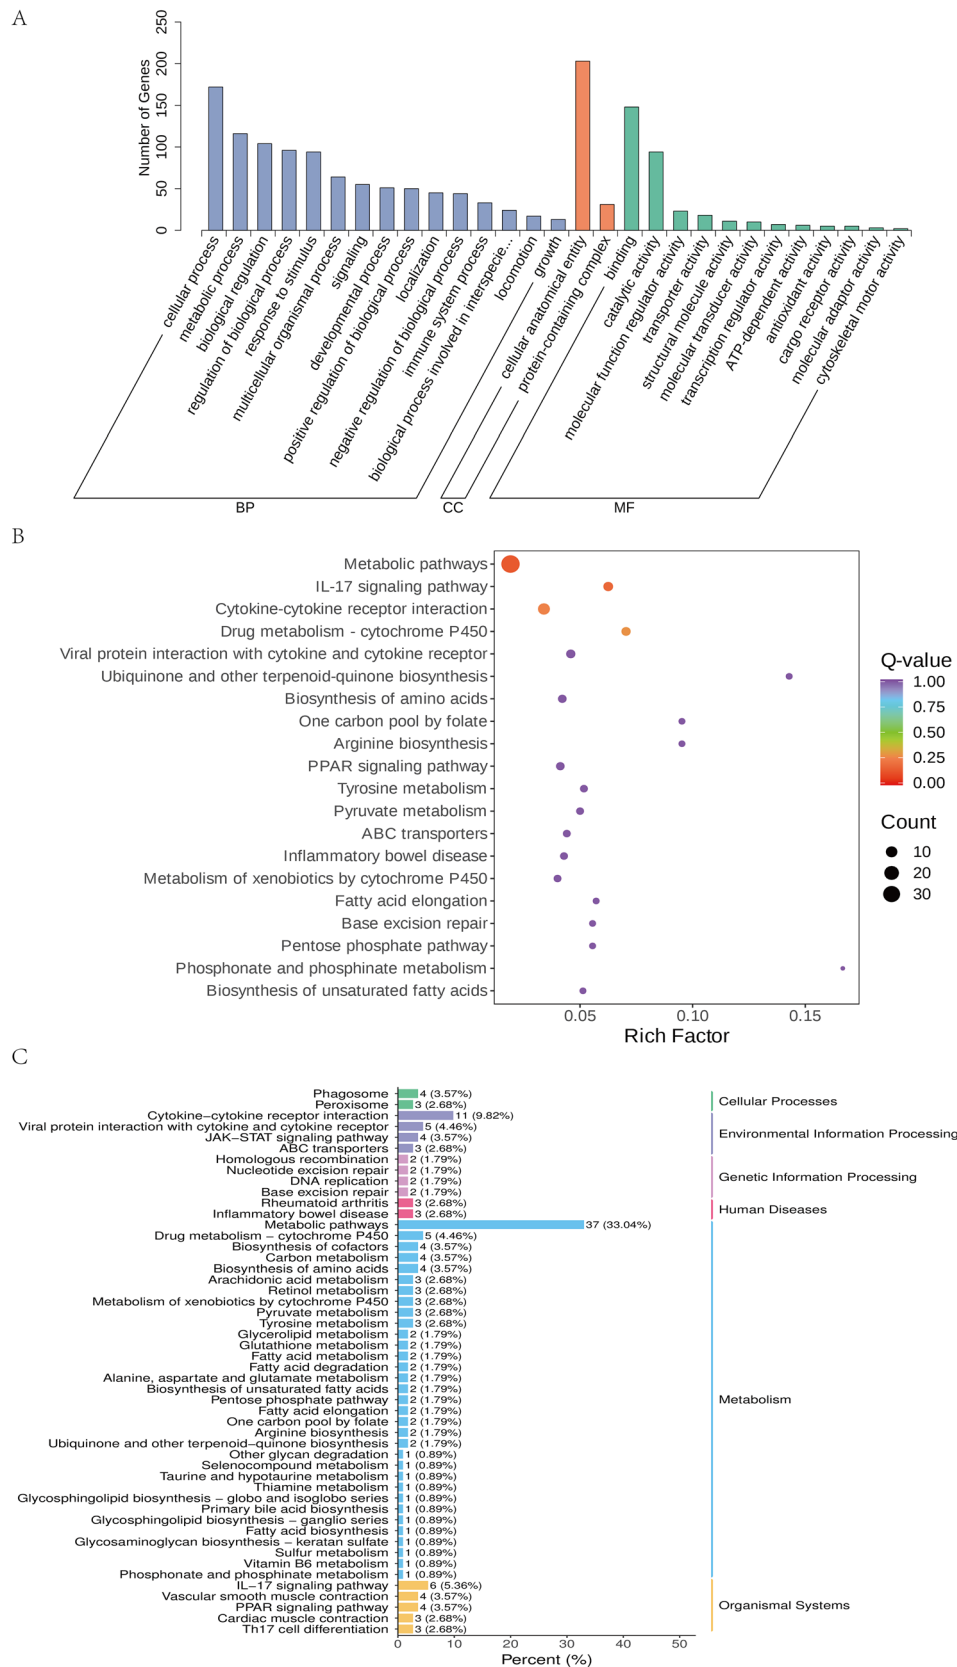 A
Number of Genes
250
200
150
100
50
0
cellular process
metabolic process
biological regulation
regulation of biological process
response to stimulus
multicellular organismal process
signaling
developmental process
positive regulation of biological process
localization
negative regulation of biological process
immune system process
biological process involved in interspecie...
locomotion
growth
cellular anatomical entity
protein-containing complex
binding
catalytic activity
molecular function regulator activity
transporter activity
structural molecule activity
molecular transducer activity
transcription regulator activity
ATP-dependent activity
antioxidant activity
cargo receptor activity
molecular adaptor activity
cytoskeletal motor activity
BP
CC
MF
B
Metabolic pathways
IL-17 signaling pathway
Cytokine-cytokine receptor interaction
Drug metabolism - cytochrome P450
Viral protein interaction with cytokine and cytokine receptor
Ubiquinone and other terpenoid-quinone biosynthesis
Biosynthesis of amino acids
One carbon pool by folate
Arginine biosynthesis
PPAR signaling pathway
Tyrosine metabolism
Pyruvate metabolism
ABC transporters
Inflammatory bowel disease
Metabolism of xenobiotics by cytochrome P450
Fatty acid elongation
Base excision repair
Pentose phosphate pathway
Phosphonate and phosphinate metabolism
Biosynthesis of unsaturated fatty acids
0.05
0.10
0.15
Rich Factor
Q-value
1.00
0.75
0.50
0.25
0.00
Count
10
20
30
C
Phagosome 4 (3.57%)
Peroxisome 3 (2.68%)
Cytokine−cytokine receptor interaction 11 (9.82%)
Viral protein interaction with cytokine and cytokine receptor 5 (4.46%)
JAK−STAT signaling pathway 4 (3.57%)
ABC transporters 3 (2.68%)
Homologous recombination 2 (1.79%)
Nucleotide excision repair 2 (1.79%)
DNA replication 2 (1.79%)
Base excision repair 2 (1.79%)
Rheumatoid arthritis 3 (2.68%)
Inflammatory bowel disease 3 (2.68%)
Metabolic pathways 37 (33.04%)
Drug metabolism − cytochrome P450 5 (4.46%)
Biosynthesis of cofactors 4 (3.57%)
Carbon metabolism 4 (3.57%)
Biosynthesis of amino acids 4 (3.57%)
Arachidonic acid metabolism 3 (2.68%)
Retinol metabolism 3 (2.68%)
Metabolism of xenobiotics by cytochrome P450 3 (2.68%)
Pyruvate metabolism 3 (2.68%)
Tyrosine metabolism 3 (2.68%)
Glycerolipid metabolism 2 (1.79%)
Glutathione metabolism 2 (1.79%)
Fatty acid metabolism 2 (1.79%)
Fatty acid degradation 2 (1.79%)
Alanine, aspartate and glutamate metabolism 2 (1.79%)
Biosynthesis of unsaturated fatty acids 2 (1.79%)
Pentose phosphate pathway 2 (1.79%)
Fatty acid elongation 2 (1.79%)
One carbon pool by folate 2 (1.79%)
Arginine biosynthesis 2 (1.79%)
Ubiquinone and other terpenoid−quinone biosynthesis 2 (1.79%)
Other glycan degradation 1 (0.89%)
Selenocompound metabolism 1 (0.89%)
Taurine and hypotaurine metabolism 1 (0.89%)
Thiamine metabolism 1 (0.89%)
Glycosphingolipid biosynthesis − globo and isoglobo series 1 (0.89%)
Primary bile acid biosynthesis 1 (0.89%)
Glycosphingolipid biosynthesis − ganglio series 1 (0.89%)
Fatty acid biosynthesis 1 (0.89%)
Glycosaminoglycan biosynthesis − keratan sulfate 1 (0.89%)
Sulfur metabolism 1 (0.89%)
Vitamin B6 metabolism 1 (0.89%)
Phosphonate and phosphinate metabolism 1 (0.89%)
IL−17 signaling pathway 6 (5.36%)
Vascular smooth muscle contraction 4 (3.57%)
PPAR signaling pathway 4 (3.57%)
Cardiac muscle contraction 3 (2.68%)
Th17 cell differentiation 3 (2.68%)
0
10
20
30
40
50
Percent (%)
Cellular Processes
Environmental Information Processing
Genetic Information Processing
Human Diseases
Metabolism
Organismal Systems